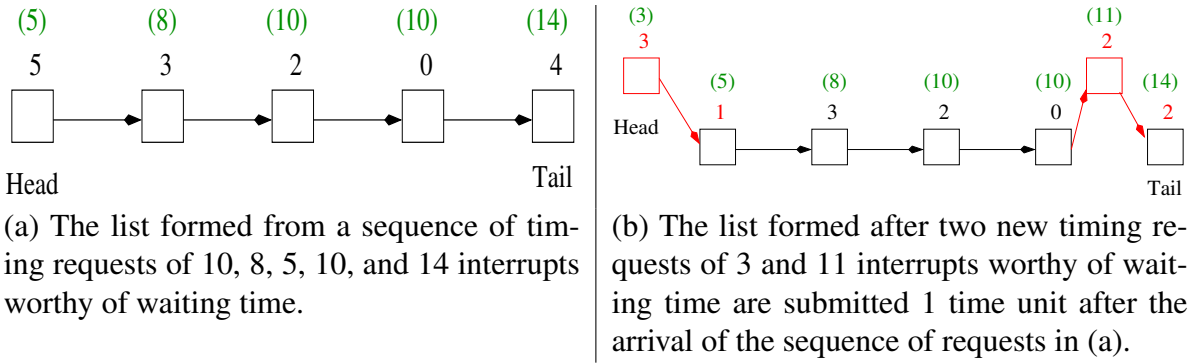 (5) (8) (10) (10) (14)
5 3 2 0 4
Head
Tail
(a) The list formed from a sequence of tim-
ing requests of 10, 8, 5, 10, and 14 interrupts
worthy of waiting time.
(3) (11)
3 2
(5) (8) (10) (10) (14)
Head 1 3 2 0 2
Tail
(b) The list formed after two new timing re-
quests of 3 and 11 interrupts worthy of wait-
ing time are submitted 1 time unit after the
arrival of the sequence of requests in (a).